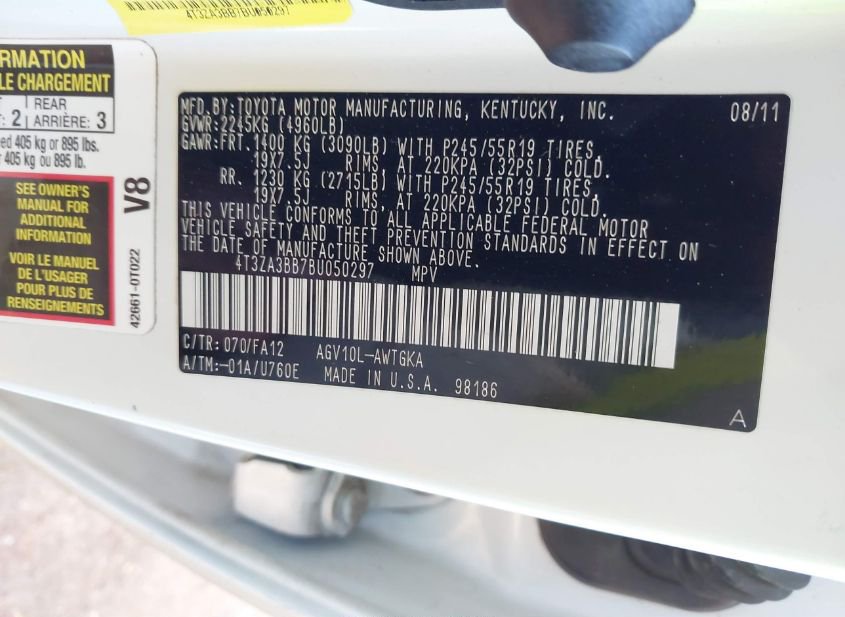 4T3ZA3BB7BU050297
RMATION
LE CHARGEMENT
REAR
2 ARRIÈRE: 3
ed 405 kg or 895 lbs.
405 kg ou 895 lb.
SEE OWNER'S
MANUAL FOR
ADDITIONAL
INFORMATION
VOIR LE MANUEL
DE L'USAGER
POUR PLUS DE
RENSEIGNEMENTS
V8
42661-0T022
MFD.BY:TOYOTA MOTOR MANUFACTURING, KENTUCKY, INC. 08/11
GVWR:2245KG (4960LB)
GAWR:FRT.1400 KG (3090LB) WITH P245/55R19 TIRES,
19X7.5J RIMS, AT 220KPA (32PSI) COLD.
RR. 1230 KG (2715LB) WITH P245/55R19 TIRES,
19X7.5J RIMS, AT 220KPA (32PSI) COLD.
THIS VEHICLE CONFORMS TO ALL APPLICABLE FEDERAL MOTOR
VEHICLE SAFETY AND THEFT PREVENTION STANDARDS IN EFFECT ON
THE DATE OF MANUFACTURE SHOWN ABOVE.
4T3ZA3BB7BU050297 MPV
C/TR: 070/FA12 AGV10L-AWTGKA
A/TM:-01A/U760E MADE IN U.S.A. 98186
A